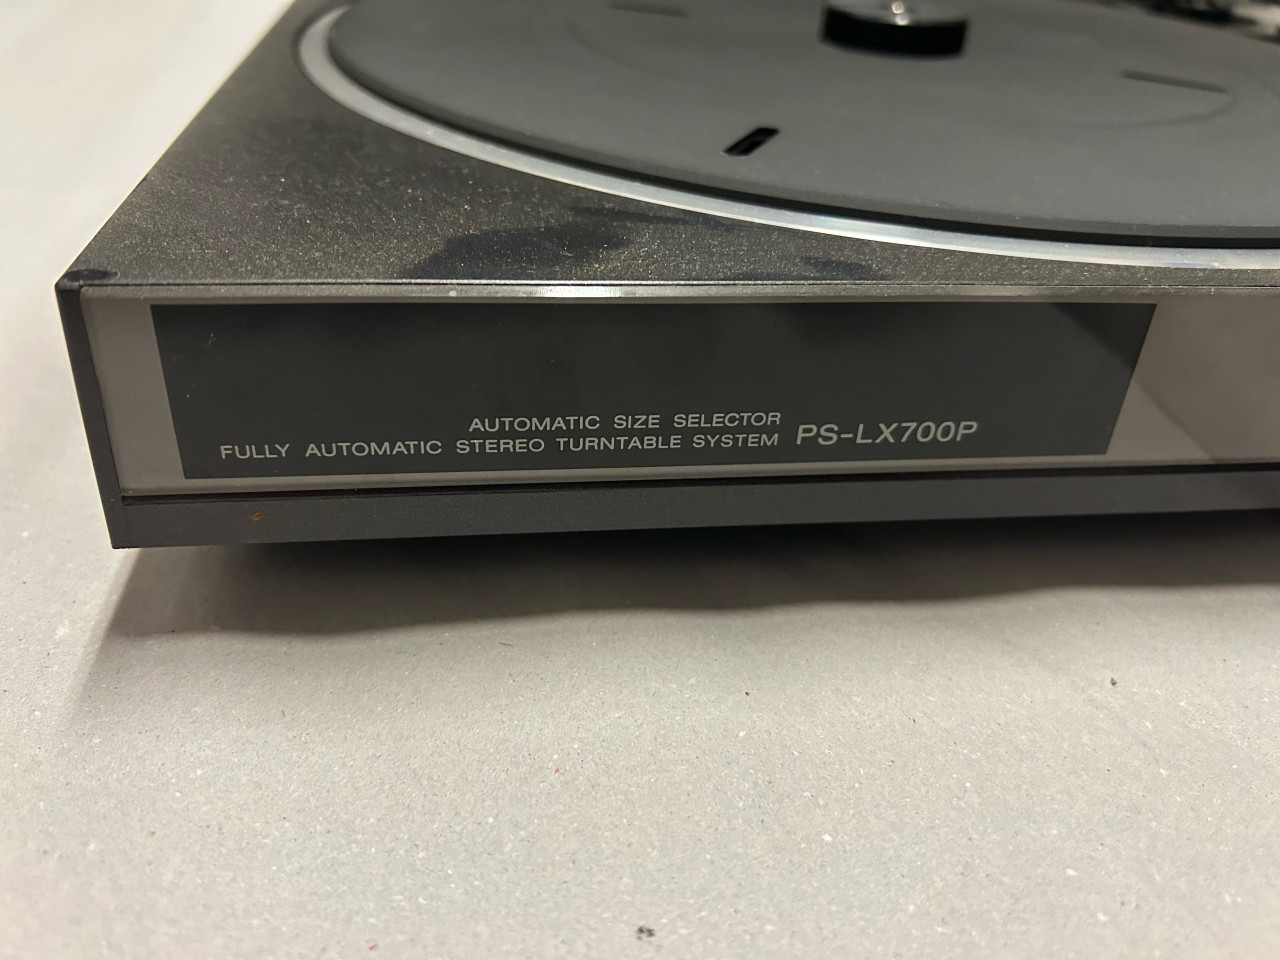 AUTOMATIC SIZE SELECTOR
FULLY AUTOMATIC STEREO TURNTABLE SYSTEM PS-LX700P